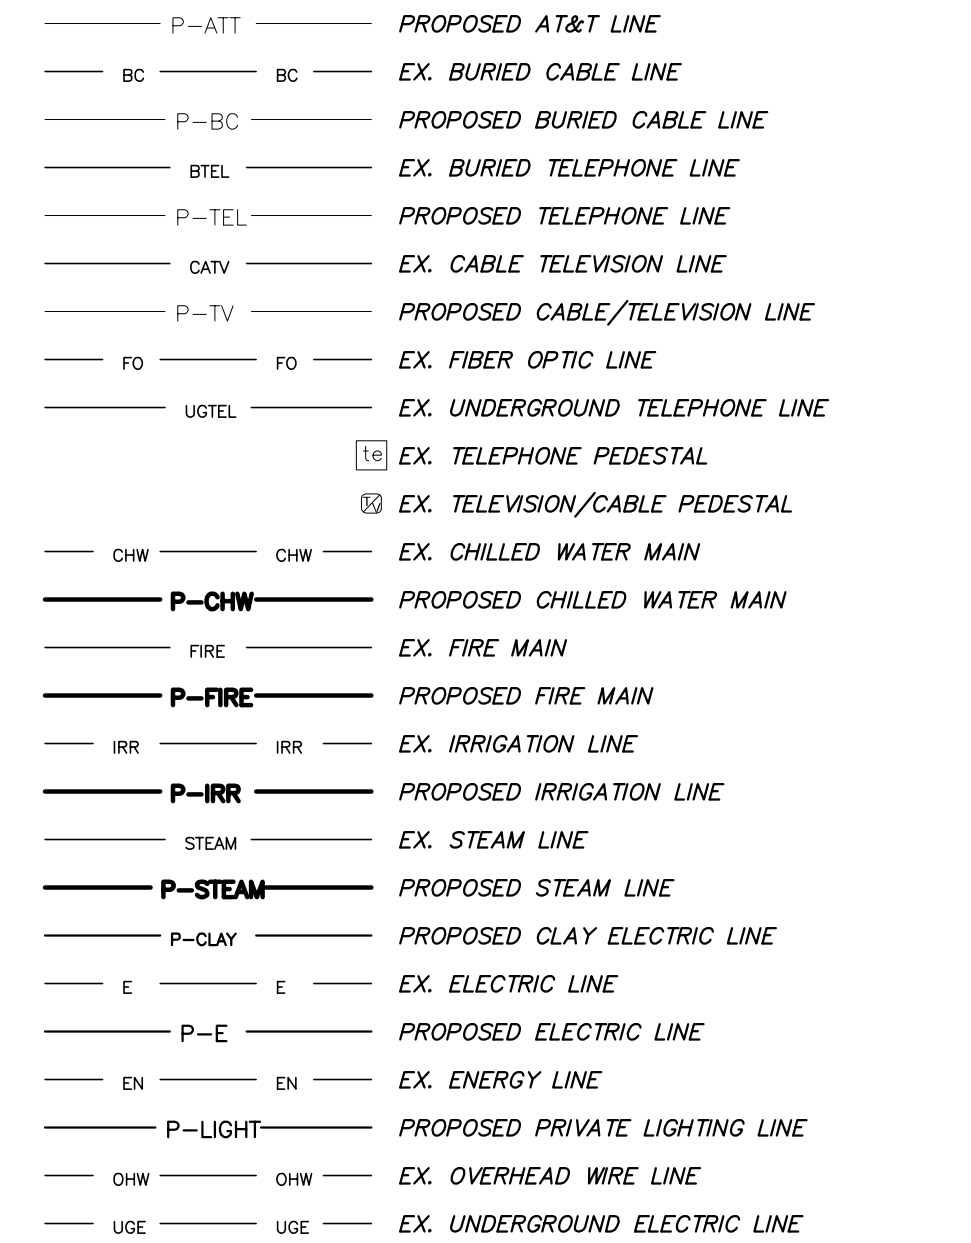 P-ATT PROPOSED AT&T LINE
BC BC EX. BURIED CABLE LINE
P-BC PROPOSED BURIED CABLE LINE
BTEL EX. BURIED TELEPHONE LINE
P-TEL PROPOSED TELEPHONE LINE
CATV EX. CABLE TELEVISION LINE
P-TV PROPOSED CABLE/TELEVISION LINE
FO FO EX. FIBER OPTIC LINE
UGTEL EX. UNDERGROUND TELEPHONE LINE
te EX. TELEPHONE PEDESTAL
TV EX. TELEVISION/CABLE PEDESTAL
CHW CHW EX. CHILLED WATER MAIN
P-CHW PROPOSED CHILLED WATER MAIN
FIRE EX. FIRE MAIN
P-FIRE PROPOSED FIRE MAIN
IRR IRR EX. IRRIGATION LINE
P-IRR PROPOSED IRRIGATION LINE
STEAM EX. STEAM LINE
P-STEAM PROPOSED STEAM LINE
P-CLAY PROPOSED CLAY ELECTRIC LINE
E E EX. ELECTRIC LINE
P-E PROPOSED ELECTRIC LINE
EN EN EX. ENERGY LINE
P-LIGHT PROPOSED PRIVATE LIGHTING LINE
OHW OHW EX. OVERHEAD WIRE LINE
UGE UGE EX. UNDERGROUND ELECTRIC LINE